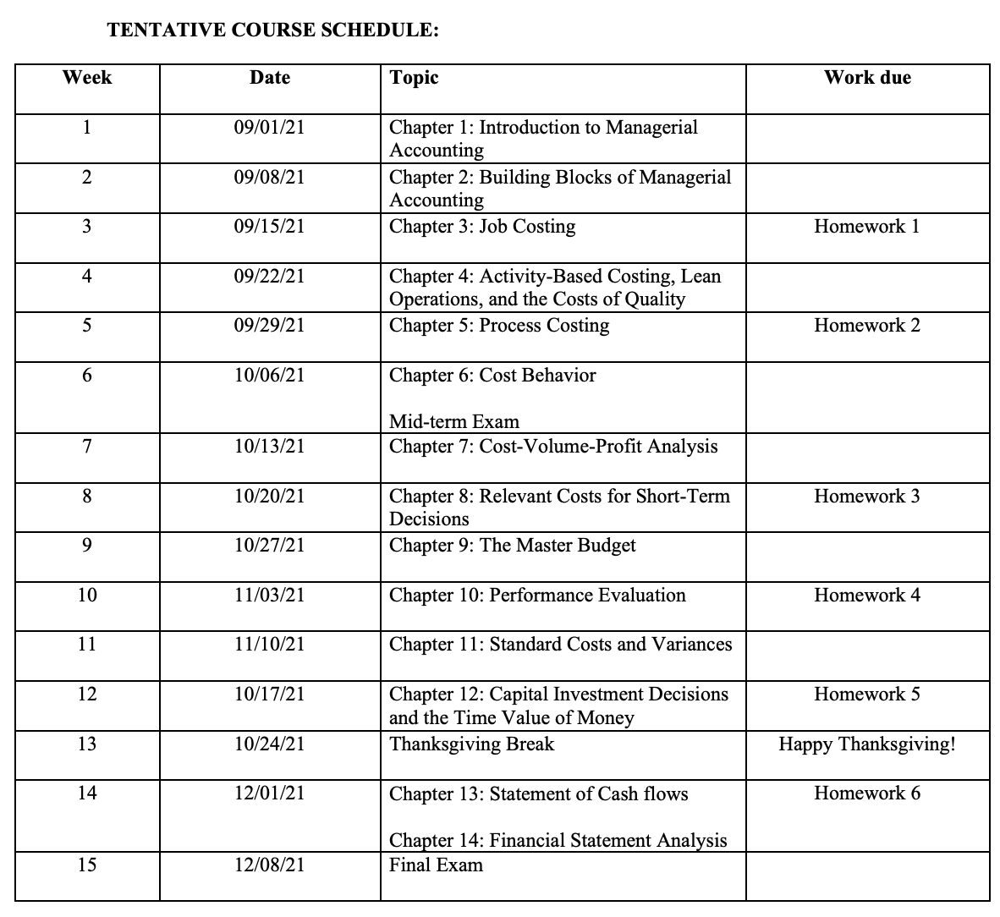 TENTATIVE COURSE SCHEDULE:
Week Date Topic Work due
1 09/01/21 Chapter 1: Introduction to Managerial
Accounting
2 09/08/21 Chapter 2: Building Blocks of Managerial
Accounting
3 09/15/21 Chapter 3: Job Costing Homework 1
4 09/22/21 Chapter 4: Activity-Based Costing, Lean
Operations, and the Costs of Quality
5 09/29/21 Chapter 5: Process Costing Homework 2
6 10/06/21 Chapter 6: Cost Behavior
Mid-term Exam
7 10/13/21 Chapter 7: Cost-Volume-Profit Analysis
8 10/20/21 Chapter 8: Relevant Costs for Short-Term Homework 3
Decisions
9 10/27/21 Chapter 9: The Master Budget
10 11/03/21 Chapter 10: Performance Evaluation Homework 4
11 11/10/21 Chapter 11: Standard Costs and Variances
12 10/17/21 Chapter 12: Capital Investment Decisions Homework 5
and the Time Value of Money
13 10/24/21 Thanksgiving Break Happy Thanksgiving!
14 12/01/21 Chapter 13: Statement of Cash flows Homework 6
Chapter 14: Financial Statement Analysis
15 12/08/21 Final Exam